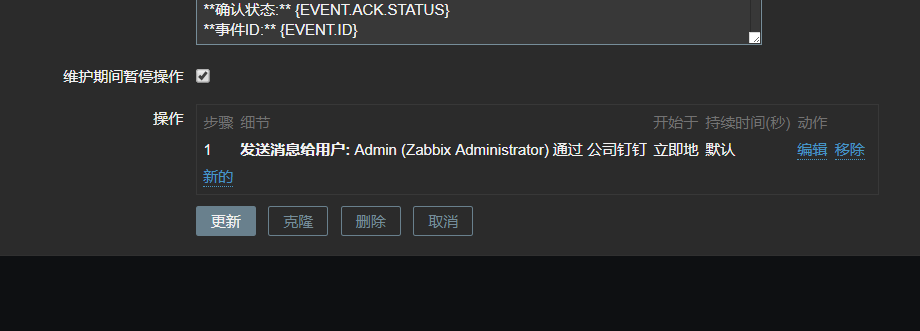 **确认状态:** {EVENT.ACK.STATUS}
**事件ID:** {EVENT.ID}
维护期间暂停操作
操作 步骤 细节 开始于 持续时间(秒) 动作
1 发送消息给用户: Admin (Zabbix Administrator) 通过 公司钉钉 立即地 默认 编辑 移除
新的
更新 克隆 删除 取消